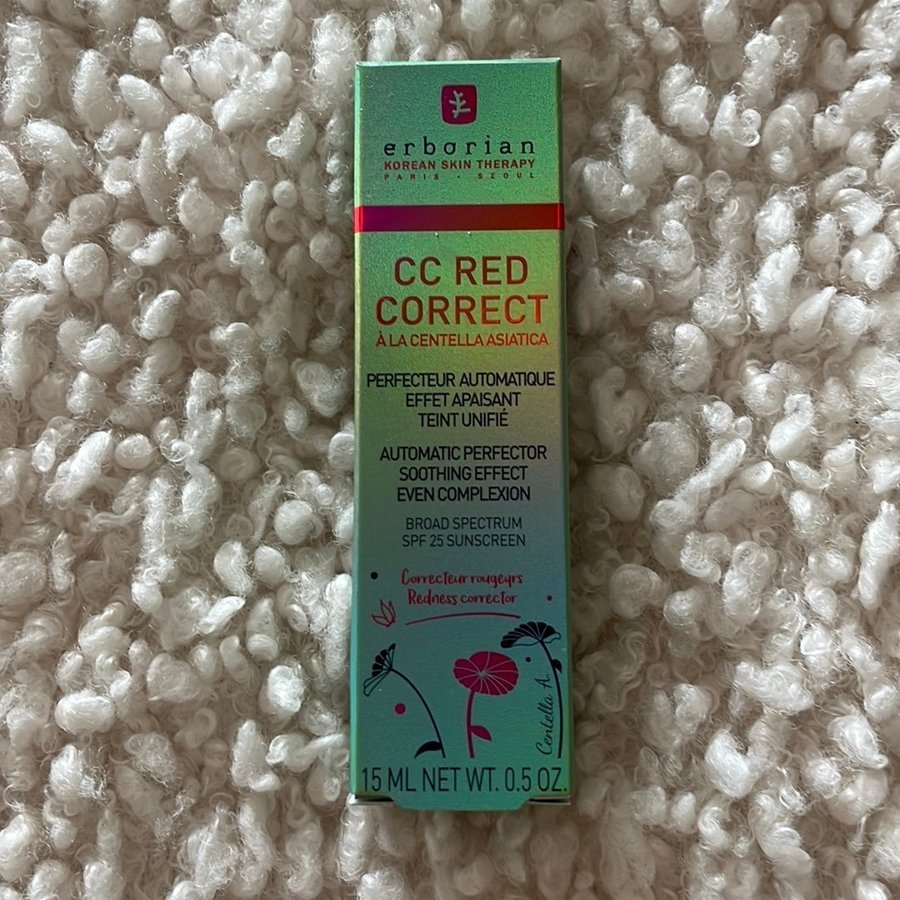 erborian
KOREAN SKIN THERAPY
PARIS - SEOUL
CC RED
CORRECT
À LA CENTELLA ASIATICA
PERFECTEUR AUTOMATIQUE
EFFET APAISANT
TEINT UNIFIÉ
AUTOMATIC PERFECTOR
SOOTHING EFFECT
EVEN COMPLEXION
BROAD SPECTRUM
SPF 25 SUNSCREEN
Correcteur rougeurs
Redness corrector
Centella A.
15 ML NET WT. 0.5 OZ.